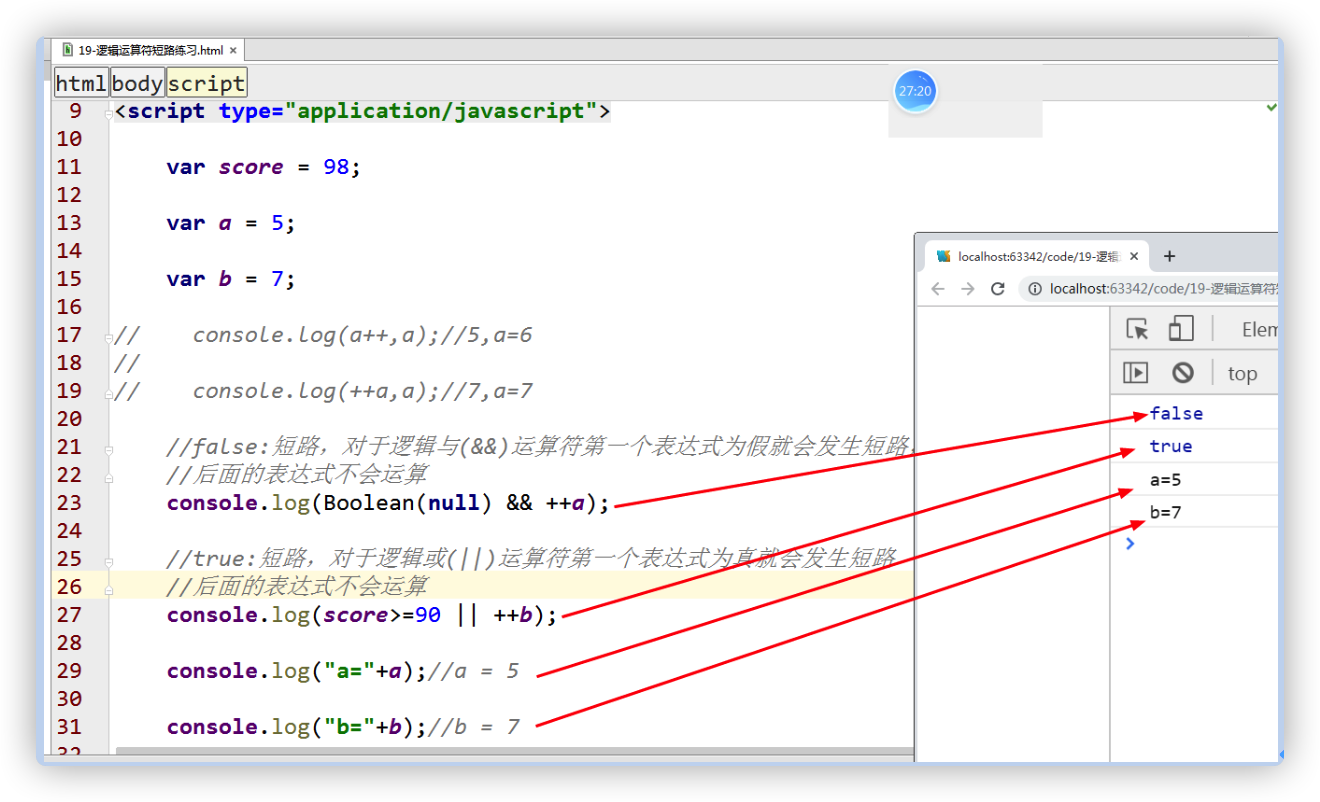 19-逻辑运算符短路练习.html ×
html body script
27:20
9 <script type="application/javascript">
10
11 var score = 98;
12
13 var a = 5;
14
15 var b = 7;
16
17 // console.log(a++,a);//5,a=6
18 //
19 // console.log(++a,a);//7,a=7
20
21 //false:短路，对于逻辑与(&&)运算符第一个表达式为假就会发生短路，
22 //后面的表达式不会运算
23 console.log(Boolean(null) && ++a);
24
25 //true:短路，对于逻辑或(||)运算符第一个表达式为真就会发生短路
26 //后面的表达式不会运算
27 console.log(score>=90 || ++b);
28
29 console.log("a="+a);//a = 5
30
31 console.log("b="+b);//b = 7
32
localhost:63342/code/19-逻辑 × +
localhost:63342/code/19-逻辑运算符
Elem
top
false
true
a=5
b=7